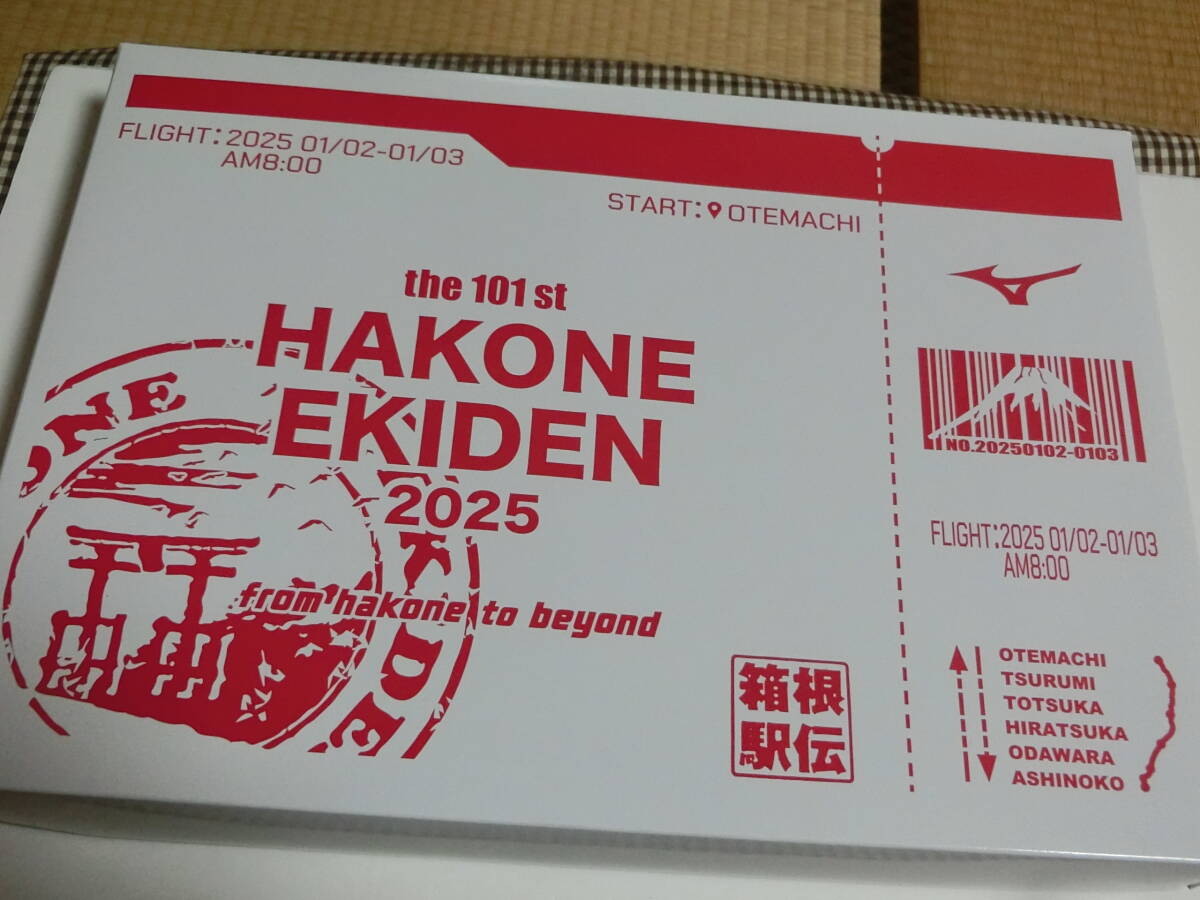 FLIGHT: 2025 01/02-01/03
AM8:00
START: OTEMACHI
the 101 st
HAKONE
EKIDEN
2025
from hakone to beyond
箱根
駅伝
NO.20250102-0103
FLIGHT:2025 01/02-01/03
AM8:00
OTEMACHI
TSURUMI
TOTSUKA
HIRATSUKA
ODAWARA
ASHINOKO